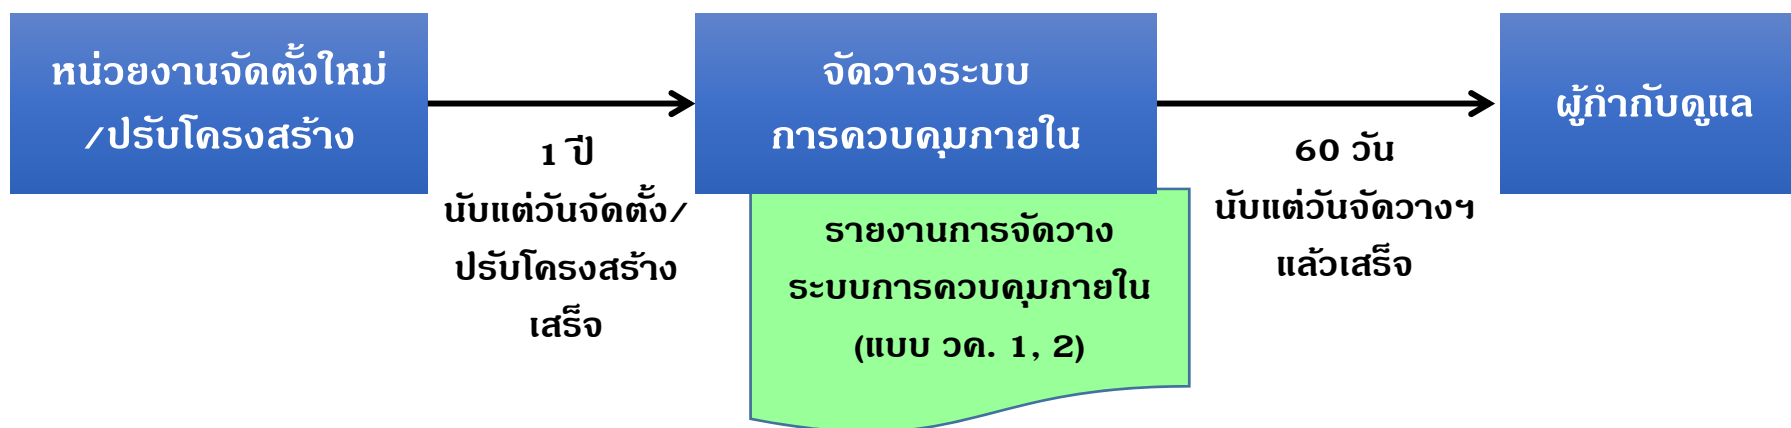 หน่วยงานจัดตั้งใหม่
/ปรับโครงสร้าง
1 ปี
นับแต่วันจัดตั้ง/
ปรับโครงสร้าง
เสร็จ
จัดวางระบบ
การควบคุมภายใน
รายงานการจัดวาง
ระบบการควบคุมภายใน
(แบบ วค. 1, 2)
60 วัน
นับแต่วันจัดวางฯ
แล้วเสร็จ
ผู้กำกับดูแล